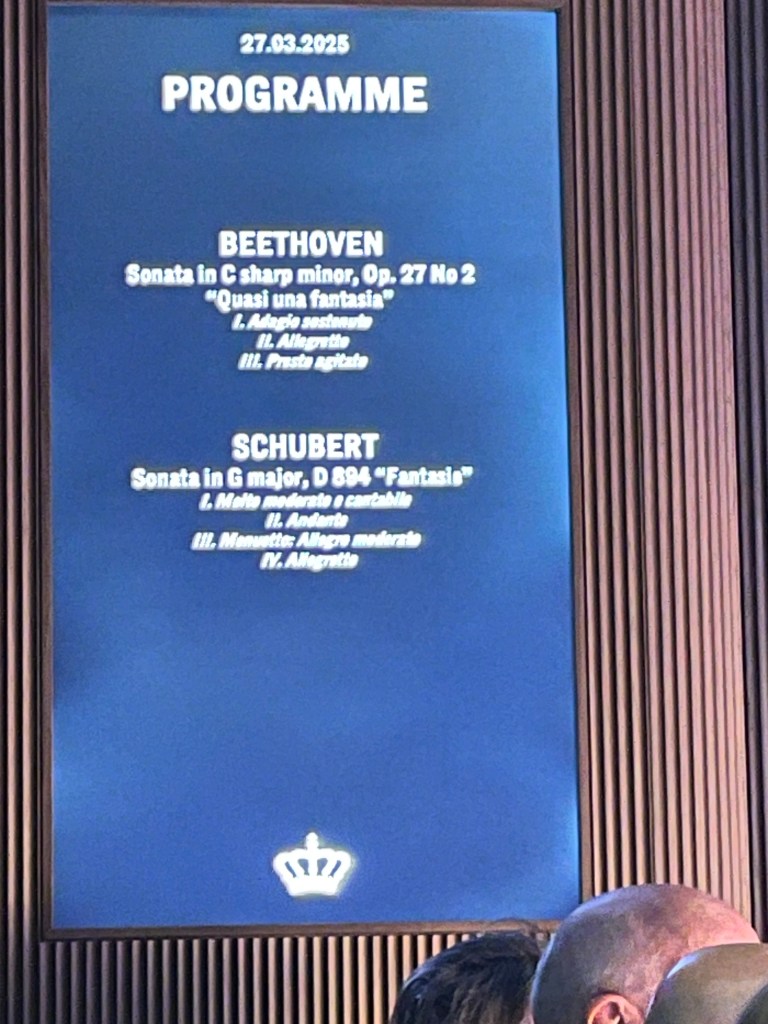 27.03.2025
PROGRAMME
BEETHOVEN
Sonata in C sharp minor, Op. 27 No 2
“Quasi una fantasia”
I. Adagio sostenuto
II. Allegretto
III. Presto agitato
SCHUBERT
Sonata in G major, D 894 “Fantasie”
I. Molto moderato e cantabile
II. Andante
III. Menuetto: Allegro moderato
IV. Allegretto